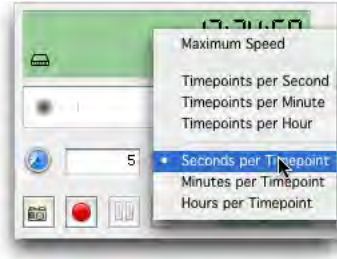 Maximum Speed
Timepoints per Second
Timepoints per Minute
Timepoints per Hour
5
Seconds per Timepoint
Minutes per Timepoint
Hours per Timepoint